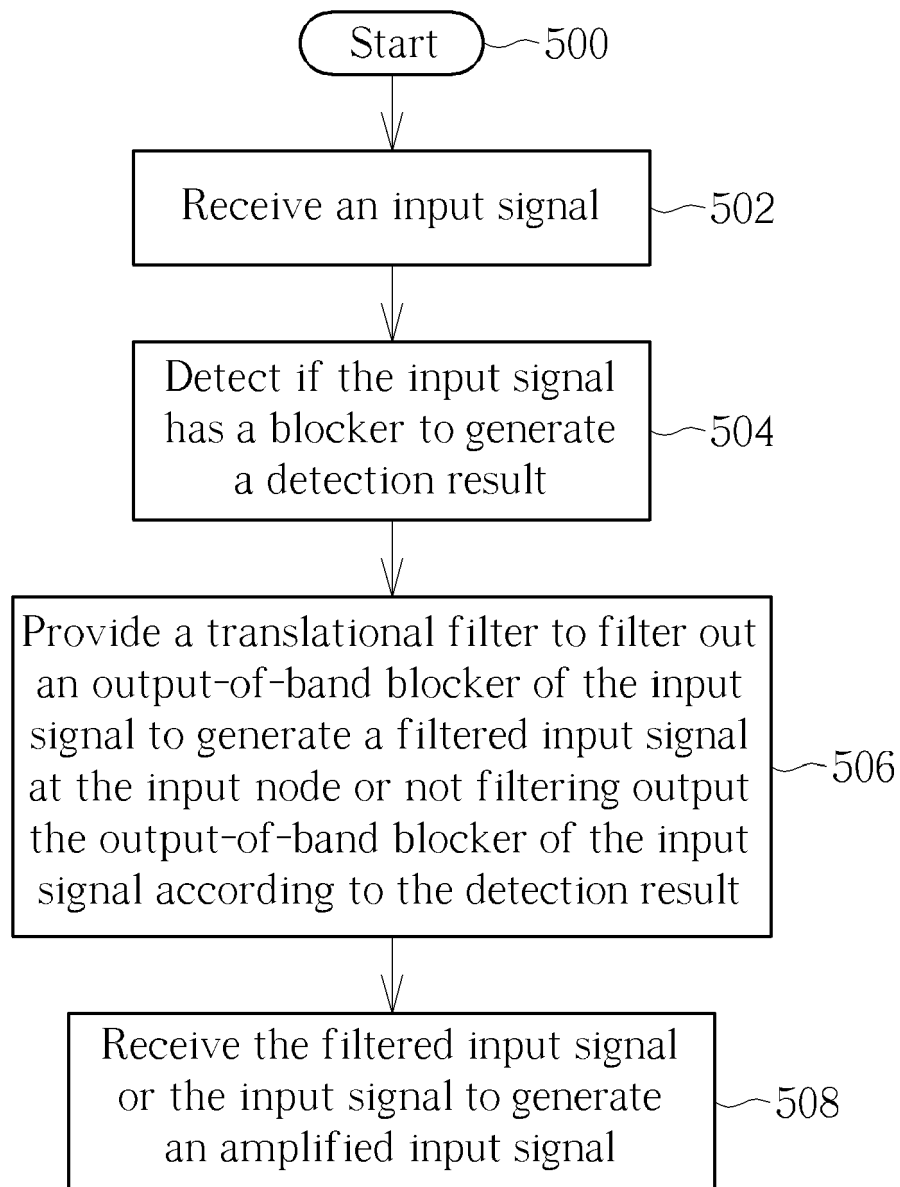 Start
500
Receive an input signal
502
Detect if the input signal
has a blocker to generate
a detection result
504
Provide a translational filter to filter out
an output-of-band blocker of the input
signal to generate a filtered input signal
at the input node or not filtering output
the output-of-band blocker of the input
signal according to the detection result
506
Receive the filtered input signal
or the input signal to generate
an amplified input signal
508